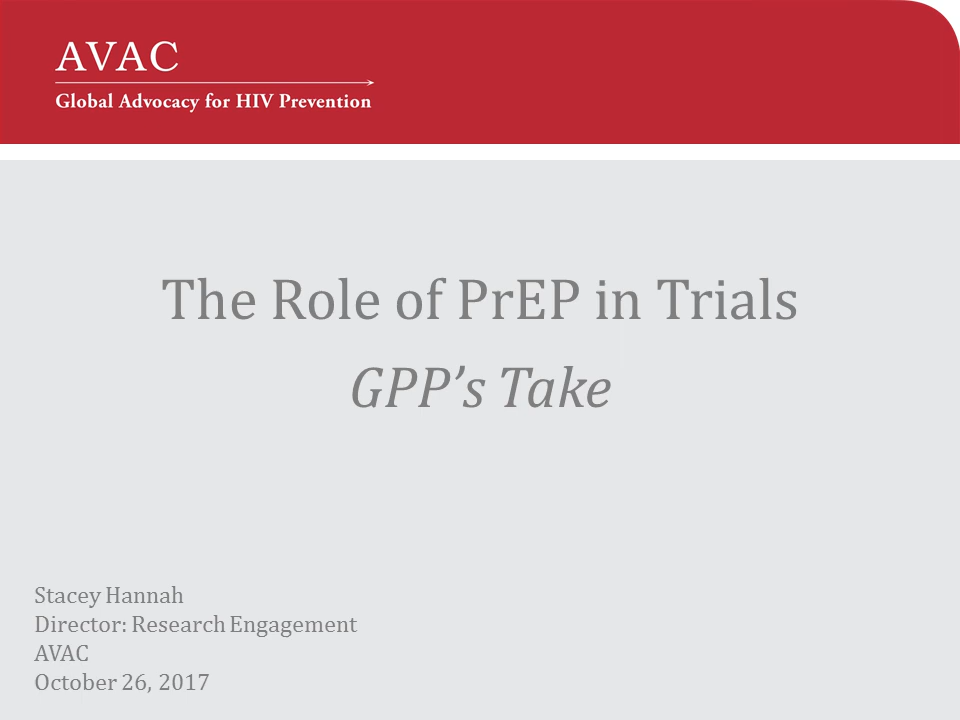 AVAC
Global Advocacy for HIV Prevention
The Role of PrEP in Trials
GPP’s Take
Stacey Hannah
Director: Research Engagement
AVAC
October 26, 2017